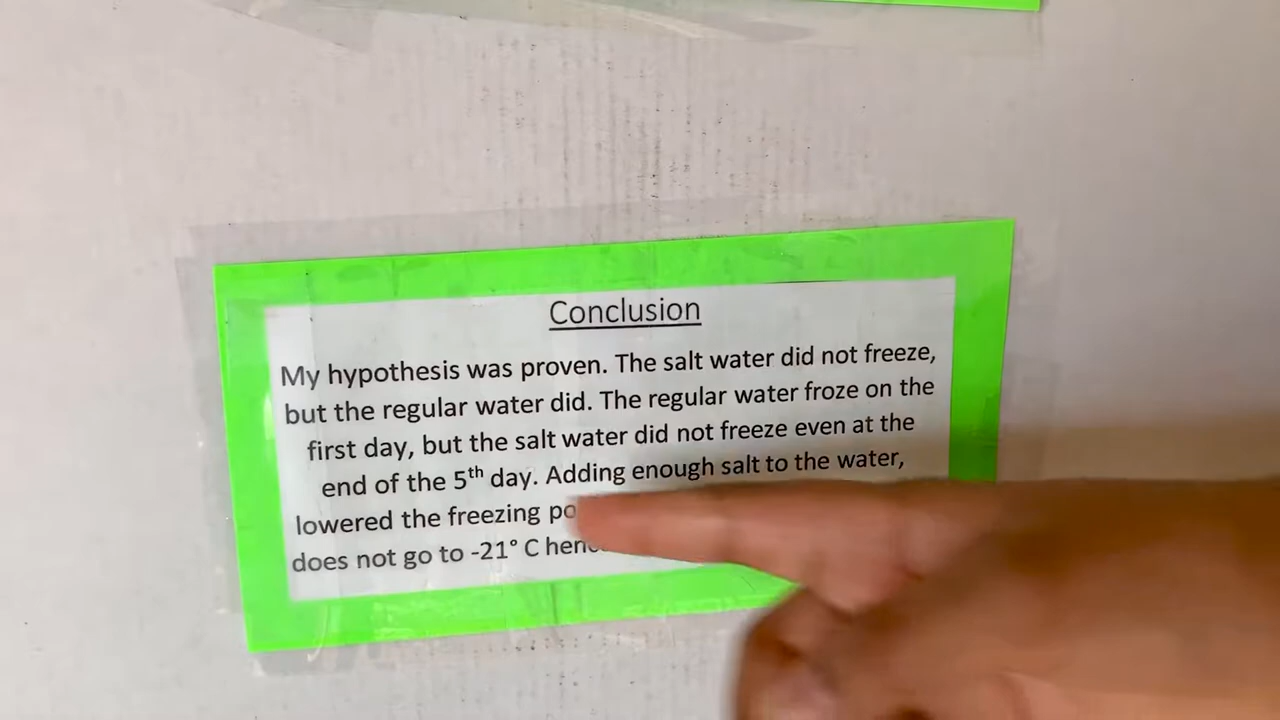 Conclusion
My hypothesis was proven. The salt water did not freeze,
but the regular water did. The regular water froze on the
first day, but the salt water did not freeze even at the
end of the 5th day. Adding enough salt to the water,
lowered the freezing
does not go to -21° C